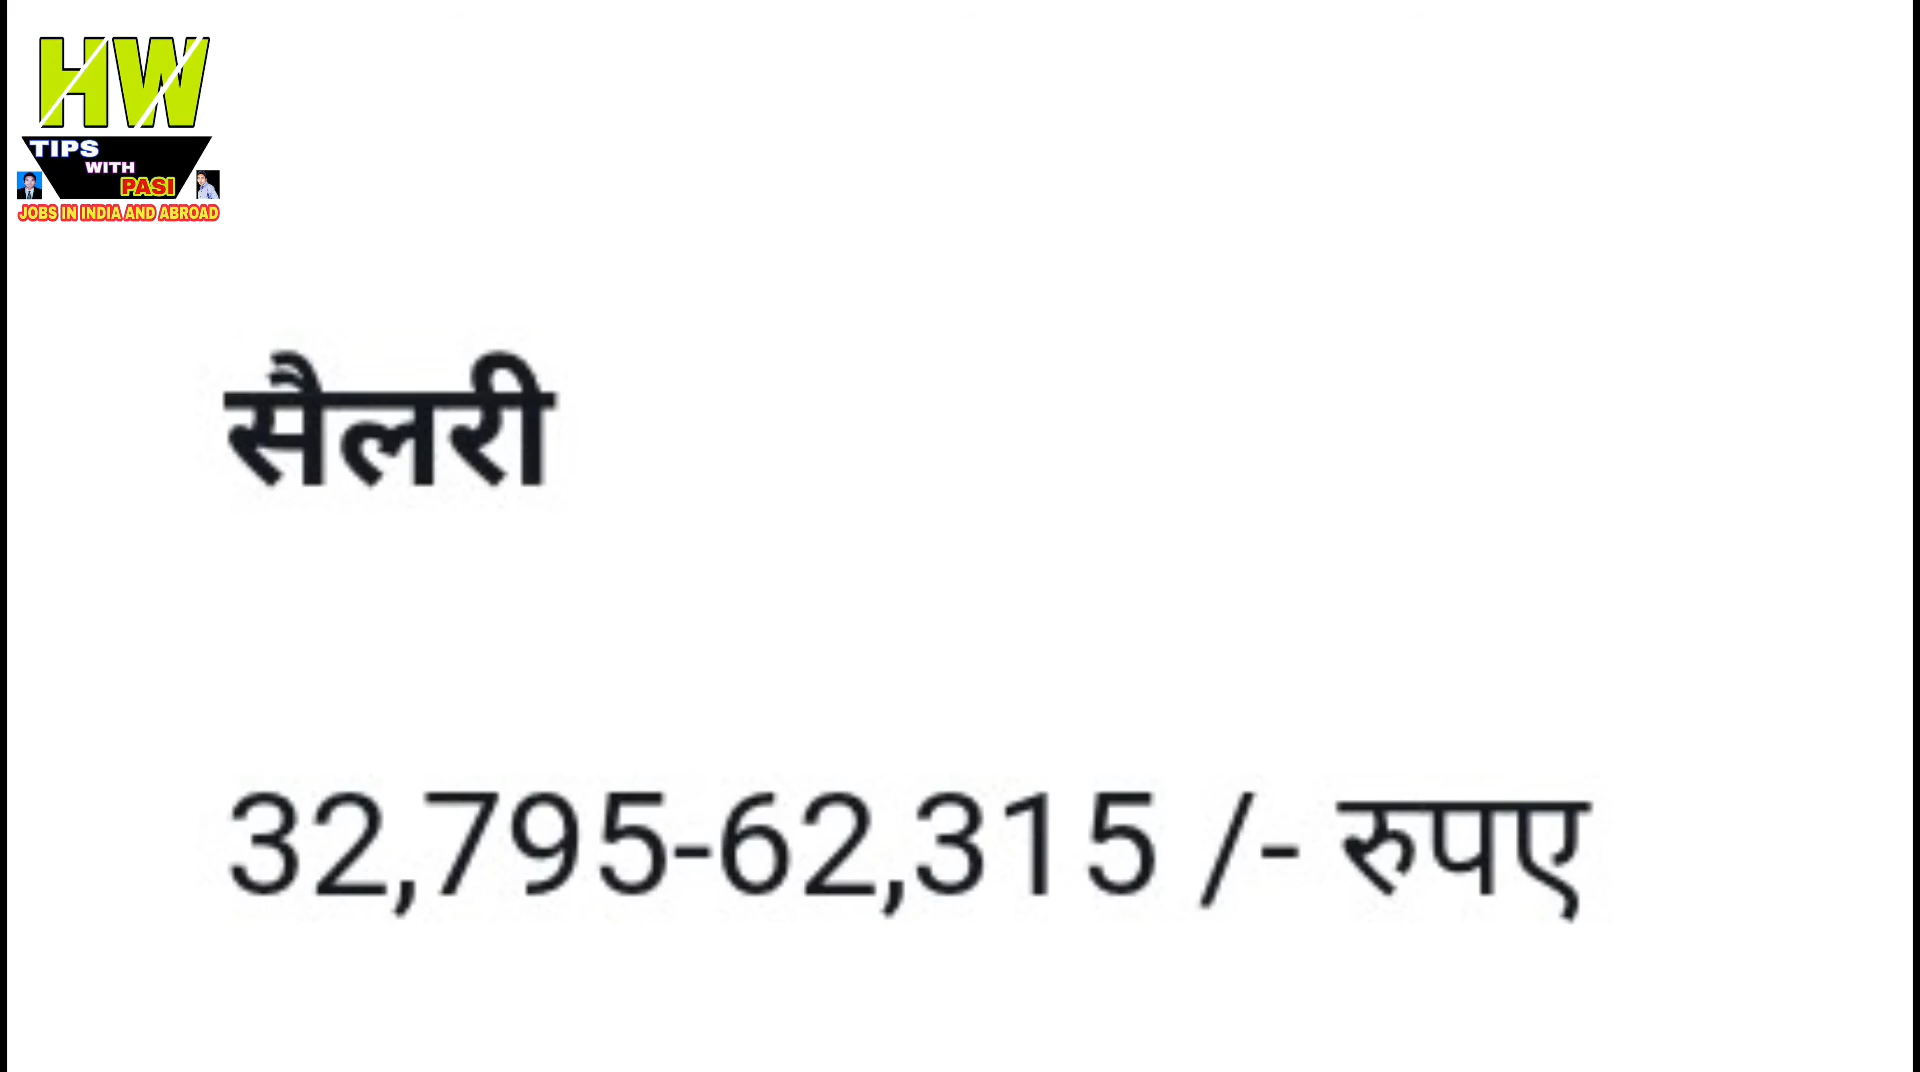 HW
TIPS
WITH
PASI
JOBS IN INDIA AND ABROAD
सैलरी
32,795-62,315 /- रुपए